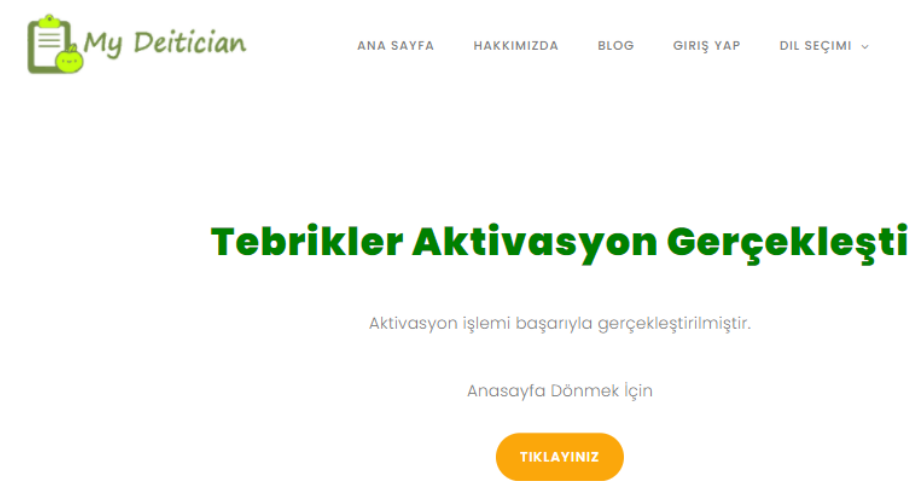 My Deitician
ANA SAYFA HAKKIMIZDA BLOG GIRIŞ YAP DIL SEÇIMI
Tebrikler Aktivasyon Gerçekleşti
Aktivasyon işlemi başarıyla gerçekleştirilmiştir.
Anasayfa Dönmek İçin
TIKLAYINIZ